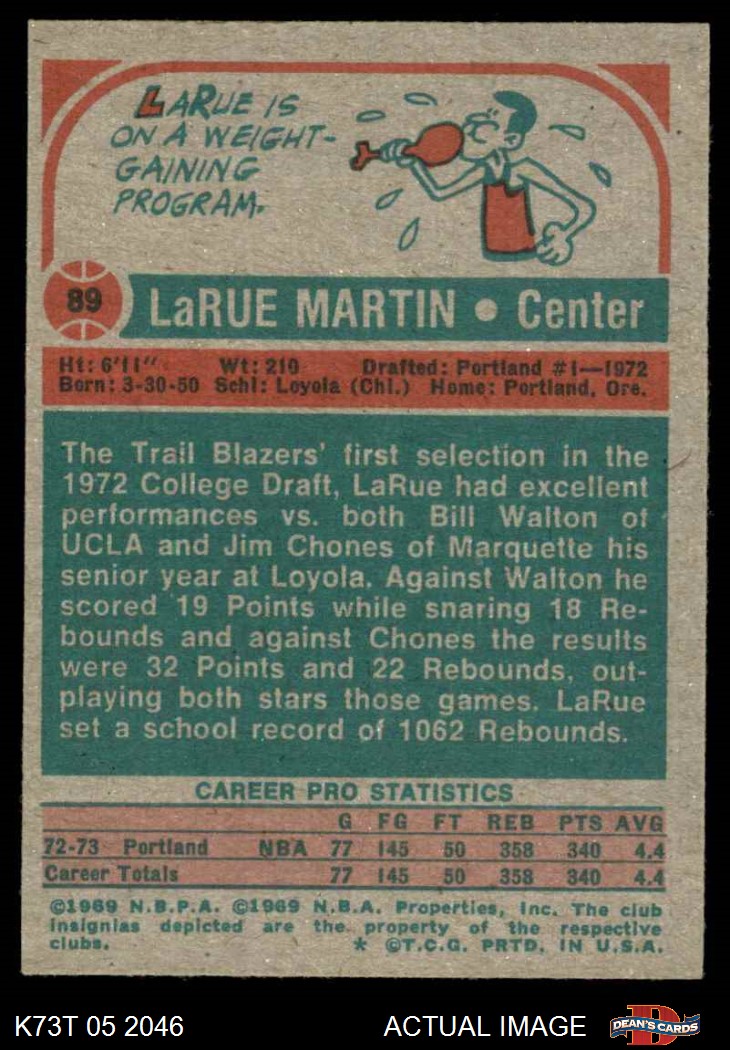 LARUE IS
ON A WEIGHT-
GAINING
PROGRAM.
89
LaRUE MARTIN • Center
Ht: 6'11" Wt: 210 Drafted: Portland #1—1972
Born: 3-30-50 Schl: Loyola (Chi.) Home: Portland, Ore.
The Trail Blazers' first selection in the
1972 College Draft, LaRue had excellent
performances vs. both Bill Walton of
UCLA and Jim Chones of Marquette his
senior year at Loyola. Against Walton he
scored 19 Points while snaring 18 Re-
bounds and against Chones the results
were 32 Points and 22 Rebounds, out-
playing both stars those games. LaRue
set a school record of 1062 Rebounds.
CAREER PRO STATISTICS
G FG FT REB PTS AVG
72-73 Portland NBA 77 145 50 358 340 4.4
Career Totals 77 145 50 358 340 4.4
©1969 N.B.P.A. ©1969 N.B.A. Properties, Inc. The club
insignias depicted are the property of the respective
clubs. * ©T.C.G. PRTD. IN U.S.A.
K73T 05 2046 ACTUAL IMAGE
D
DEAN'S CARDS